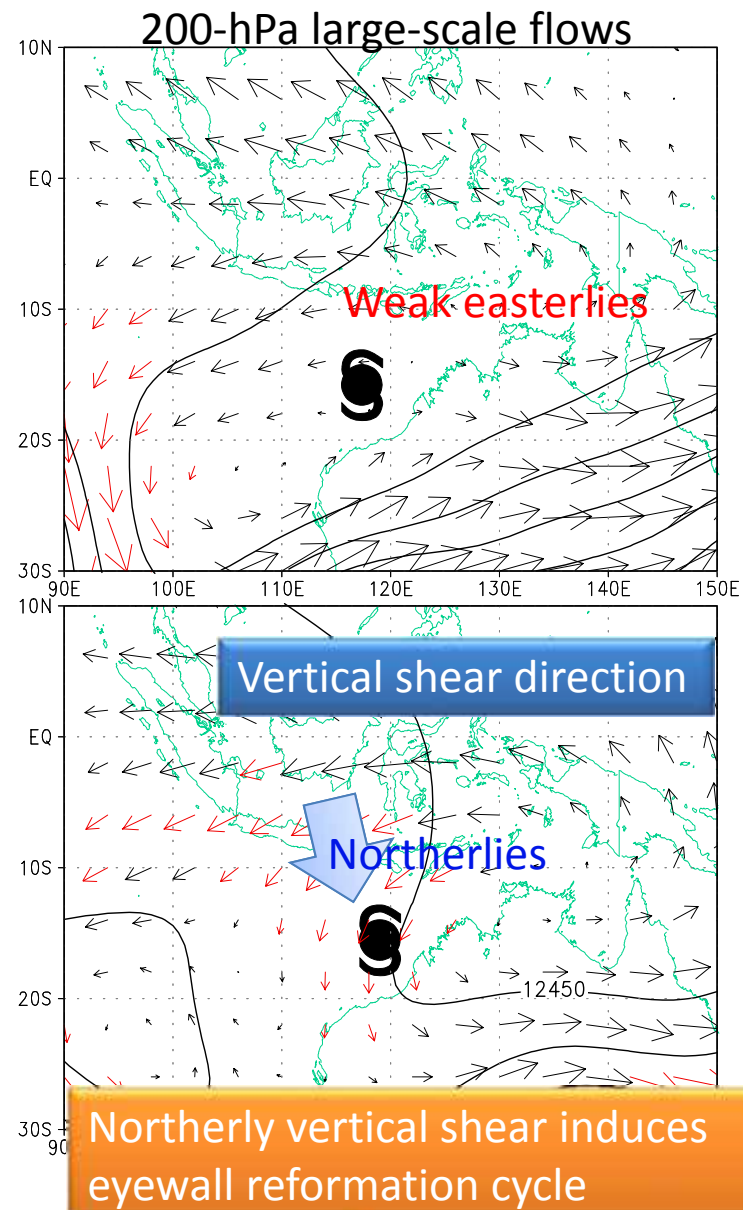 200-hPa large-scale flows
10N
EQ
10S
Weak easterlies
20S
30S
90E 100E 110E 120E 130E 140E 150E
10N
Vertical shear direction
EQ
10S
Northerlies
20S
12450
30S
90
Northerly vertical shear induces
eyewall reformation cycle